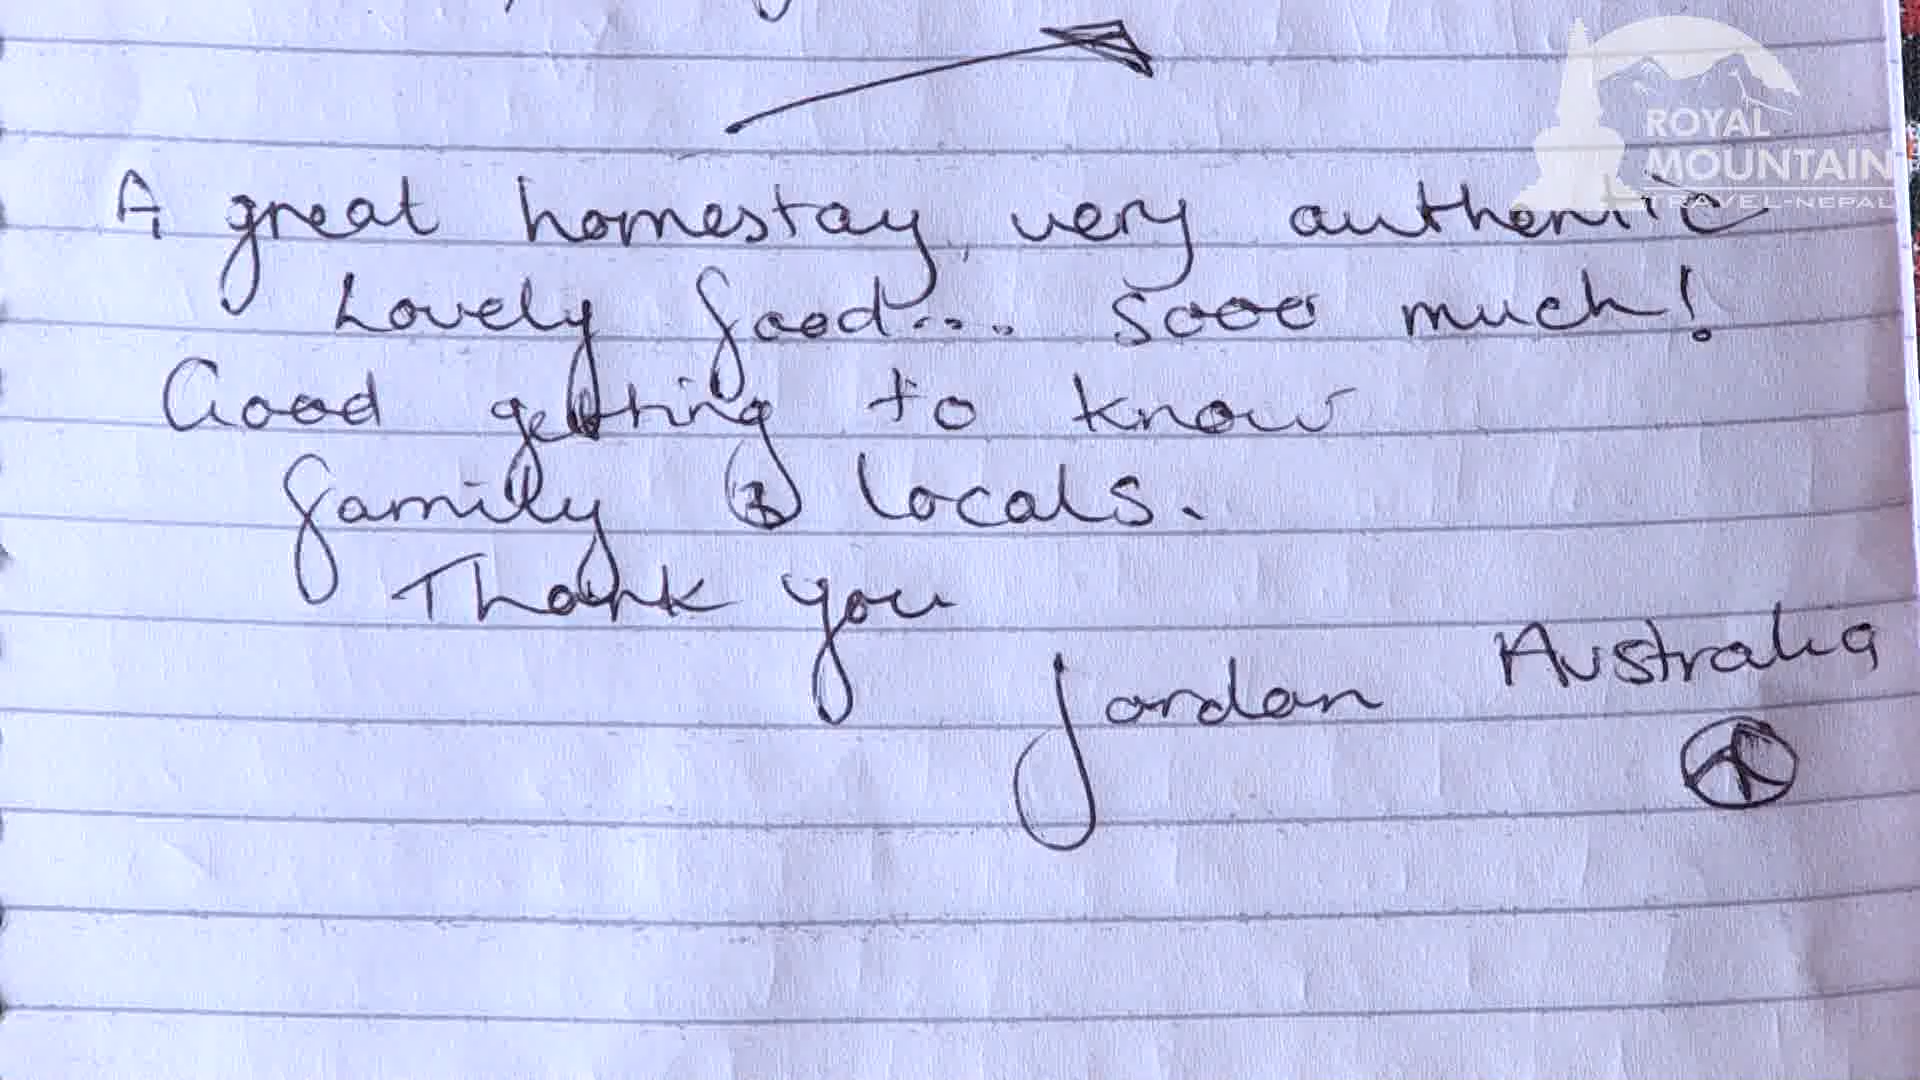 ROYAL
MOUNTAIN
TRAVEL-NEPAL
A great homestay, very authentic
Lovely food.... sooo much!
Good getting to know
family & locals.
Thank you
Jordan Australia